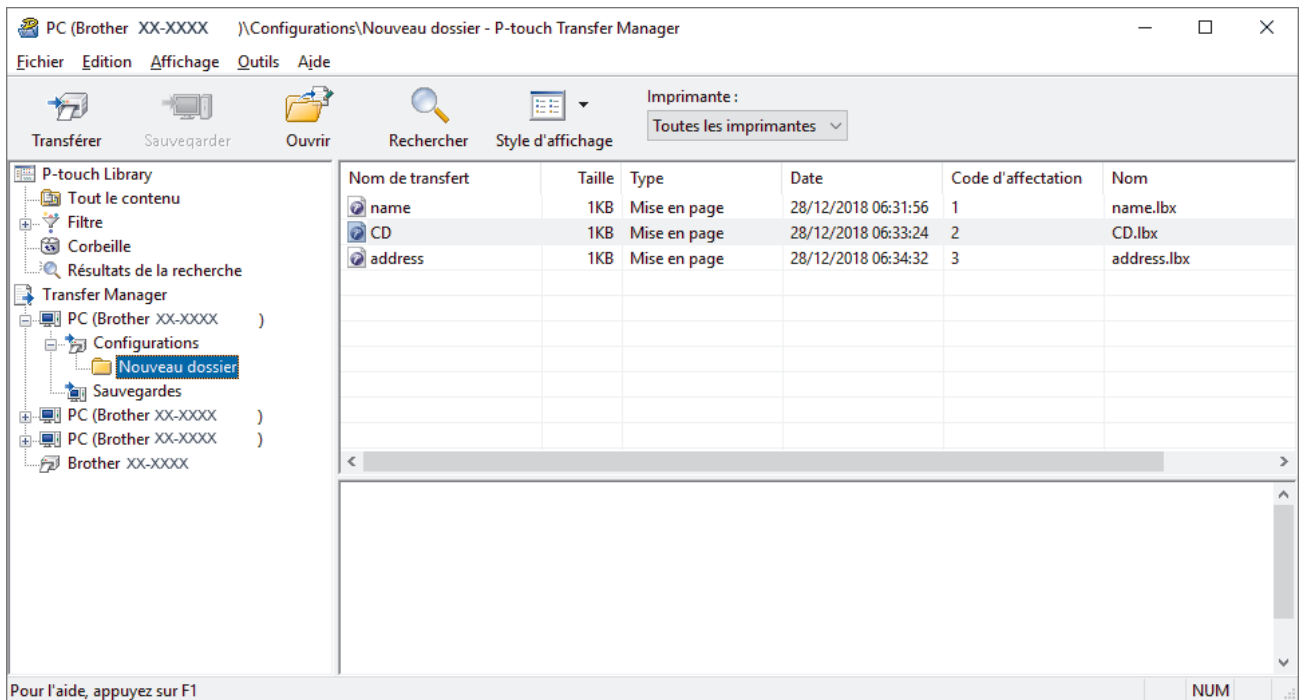 PC (Brother XX-XXXX )\Configurations\Nouveau dossier - P-touch Transfer Manager
Fichier Edition Affichage Outils Aide
Imprimante :
Toutes les imprimantes
Transférer Sauvegarder Ouvrir Rechercher Style d'affichage
P-touch Library
Tout le contenu
Filtre
Corbeille
Résultats de la recherche
Transfer Manager
PC (Brother XX-XXXX )
Configurations
Nouveau dossier
Sauvegardes
PC (Brother XX-XXXX )
PC (Brother XX-XXXX )
Brother XX-XXXX
Nom de transfert Taille Type Date Code d'affectation Nom
name 1KB Mise en page 28/12/2018 06:31:56 1 name.lbx
CD 1KB Mise en page 28/12/2018 06:33:24 2 CD.lbx
address 1KB Mise en page 28/12/2018 06:34:32 3 address.lbx
Pour l'aide, appuyez sur F1 NUM